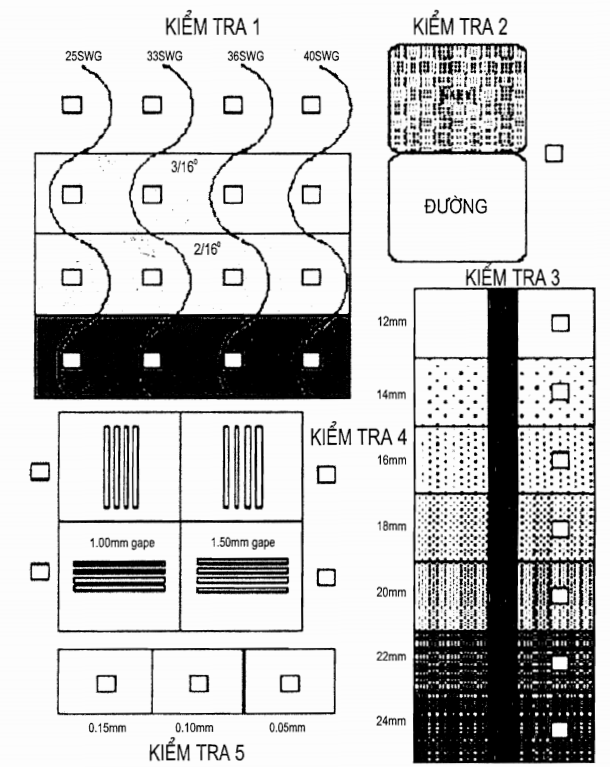 KIỂM TRA 1
25SWG
33SWG
36SWG
40SWG
3/16⁰
2/16⁰
KIỂM TRA 2
ĐƯỜNG
KIỂM TRA 3
12mm
14mm
16mm
18mm
20mm
22mm
24mm
KIỂM TRA 4
1.00mm gape
1.50mm gape
0.15mm
0.10mm
0.05mm
KIỂM TRA 5